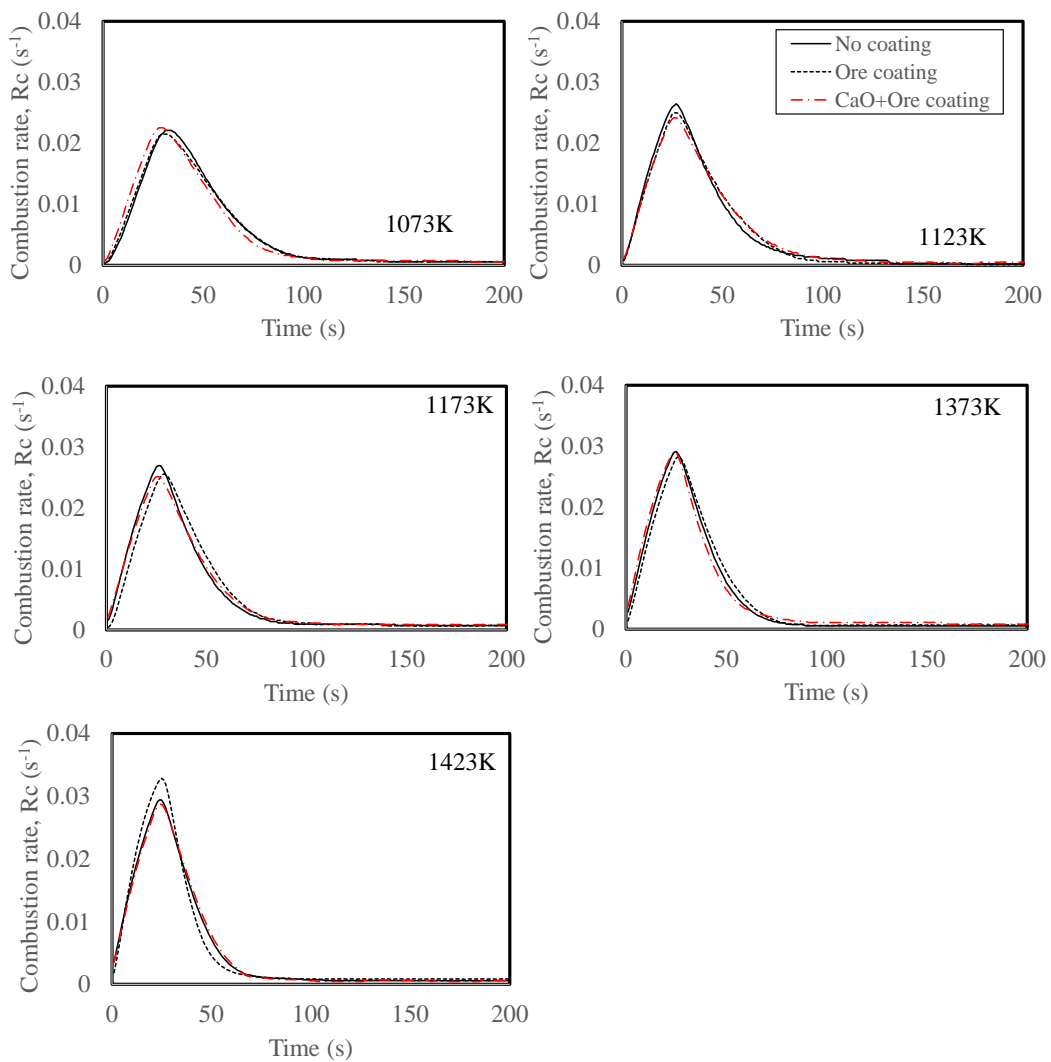 0.04
0.03
0.02
0.01
0
0 50 100 150 200
Combustion rate, Rc (s-1)
Time (s)
1073K
0.04
0.03
0.02
0.01
0
0 50 100 150 200
Combustion rate, Rc (s-1)
Time (s)
No coating
Ore coating
CaO+Ore coating
1123K
0.04
0.03
0.02
0.01
0
0 50 100 150 200
Combustion rate, Rc (s-1)
Time (s)
1173K
0.04
0.03
0.02
0.01
0
0 50 100 150 200
Combustion rate, Rc (s-1)
Time (s)
1373K
0.04
0.03
0.02
0.01
0
0 50 100 150 200
Combustion rate, Rc (s-1)
Time (s)
1423K